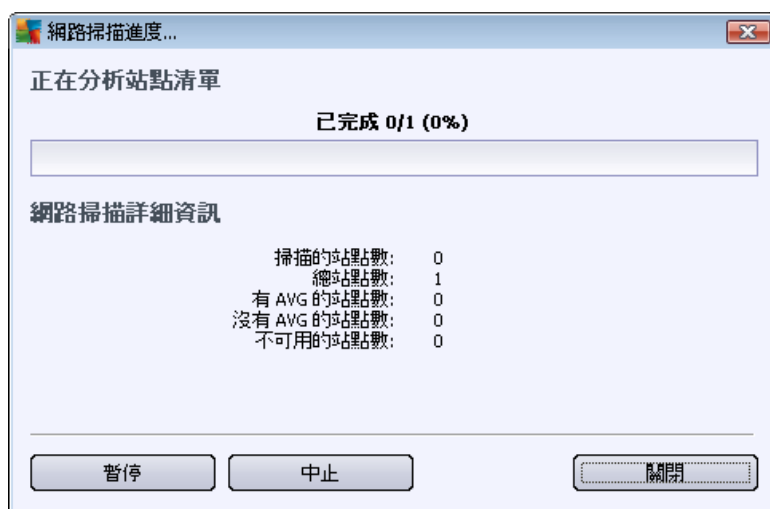 網路掃描進度...
正在分析站點清單
已完成 0/1 (0%)
網路掃描詳細資訊
掃描的站點數: 0
總站點數: 1
有 AVG 的站點數: 0
沒有 AVG 的站點數: 0
不可用的站點數: 0
暫停 中止 關閉